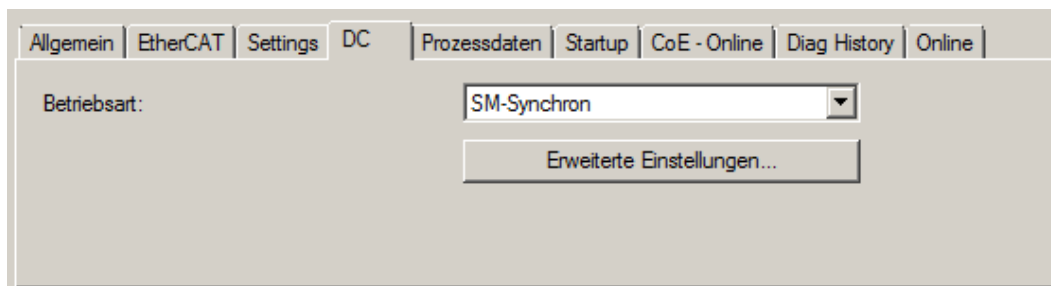 Allgemein EtherCAT Settings DC Prozessdaten Startup CoE - Online Diag History Online
Betriebsart: SM-Synchron
Erweiterte Einstellungen...